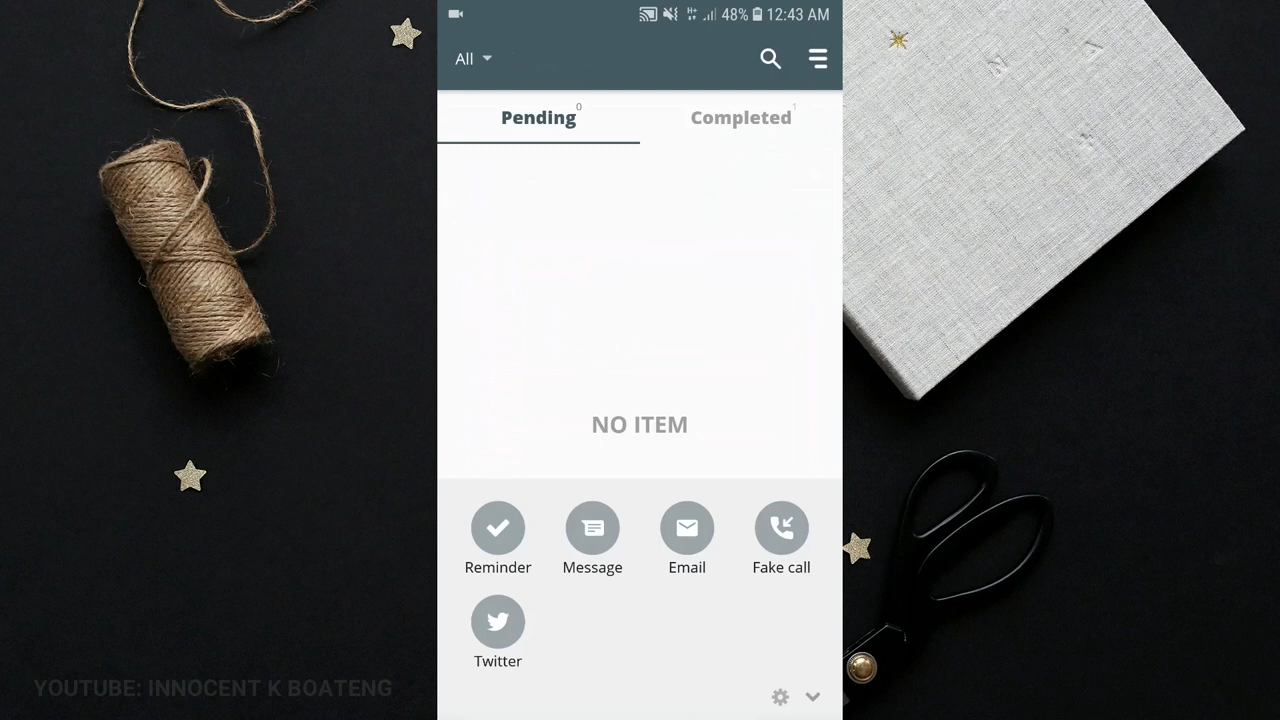 H+ 48% 12:43 AM
All
Pending 0
Completed 1
NO ITEM
Reminder Message Email Fake call
Twitter
YOUTUBE: INNOCENT K BOATENG